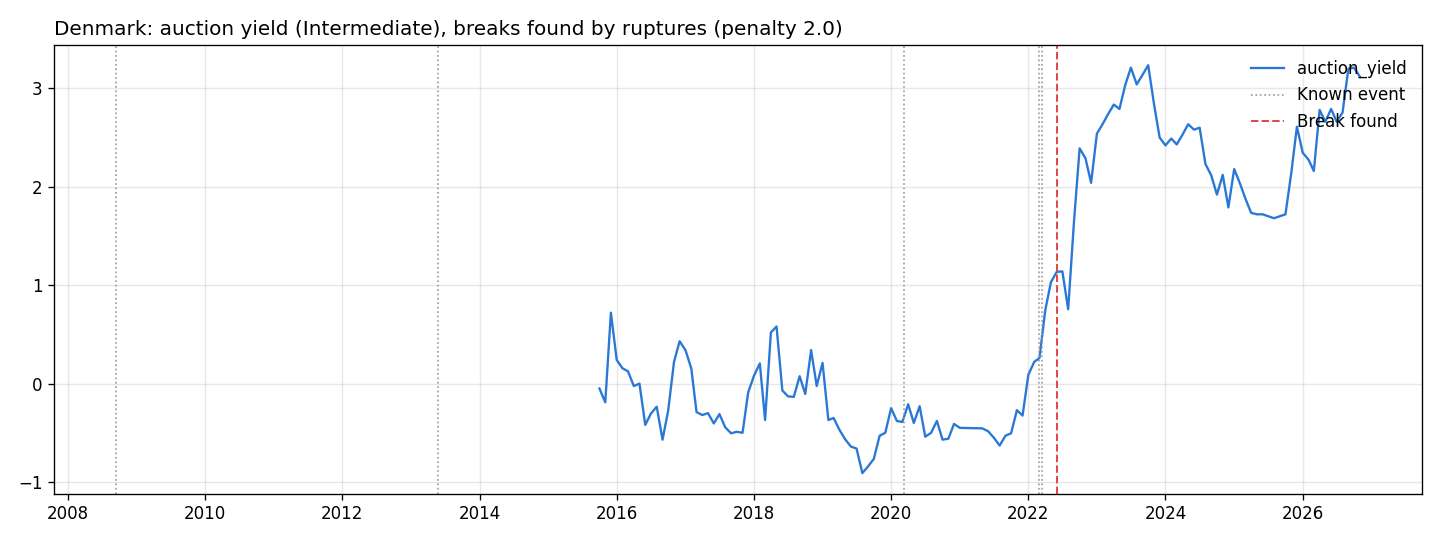 Denmark: auction yield (Intermediate), breaks found by ruptures (penalty 2.0)
auction_yield
Known event
Break found
3
2
1
0
−1
2008 2010 2012 2014 2016 2018 2020 2022 2024 2026